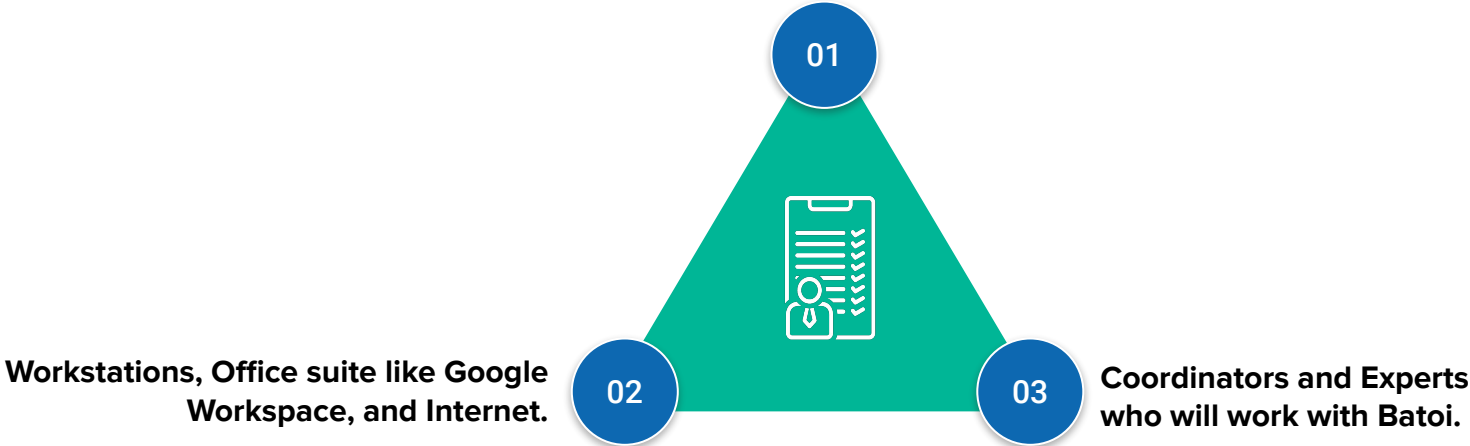 01
Workstations, Office suite like Google
Workspace, and Internet.
02
03
Coordinators and Experts
who will work with Batoi.